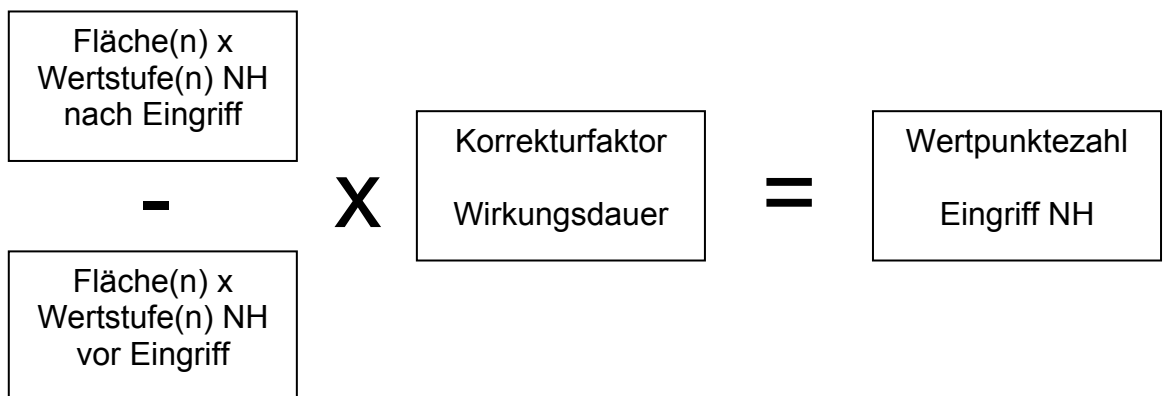 Fläche(n) x
Wertstufe(n) NH
nach Eingriff
-
Fläche(n) x
Wertstufe(n) NH
vor Eingriff
x
Korrekturfaktor
Wirkungsdauer
=
Wertpunktezahl
Eingriff NH